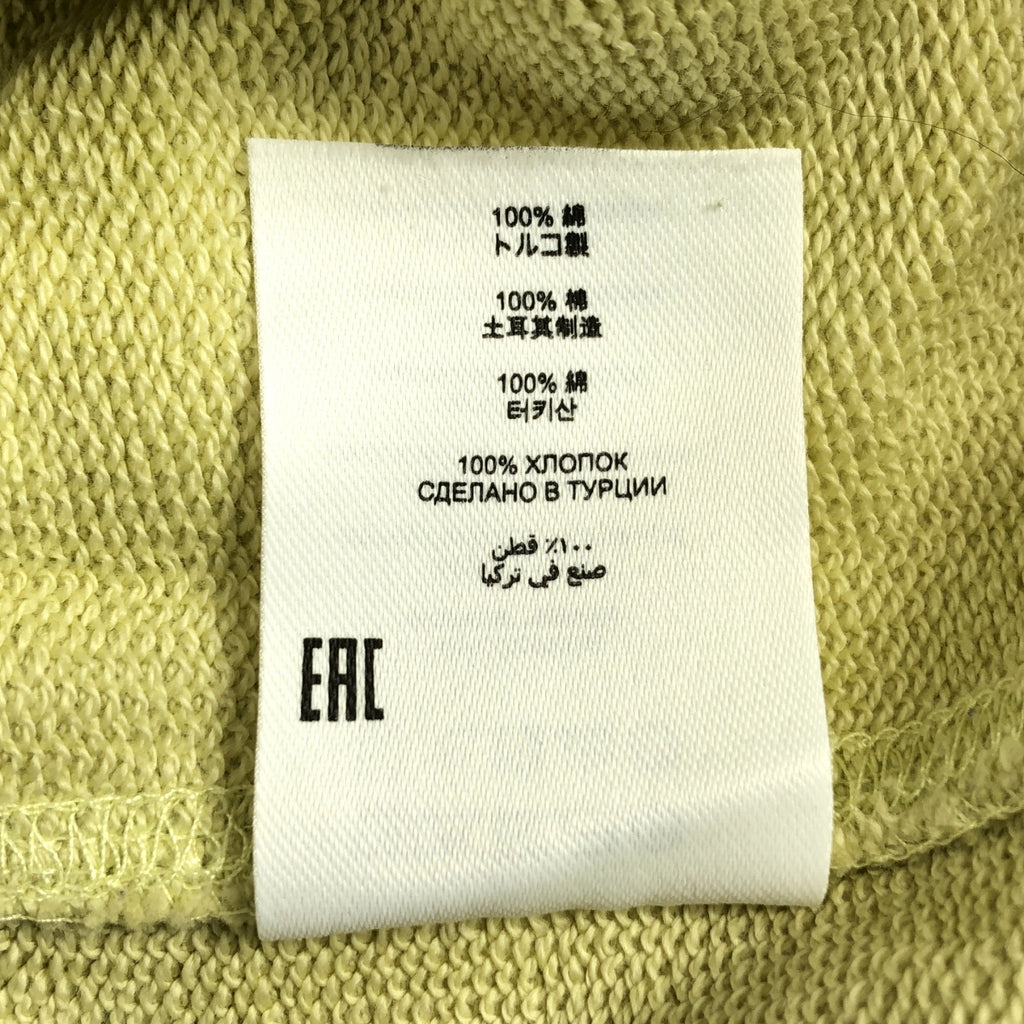 100% 綿
トルコ製
100% 棉
土耳其制造
100% 綿
터키산
100% ХЛОПОК
СДЕЛАНО В ТУРЦИИ
٪١٠٠ قطن
صنع في تركيا
EAC